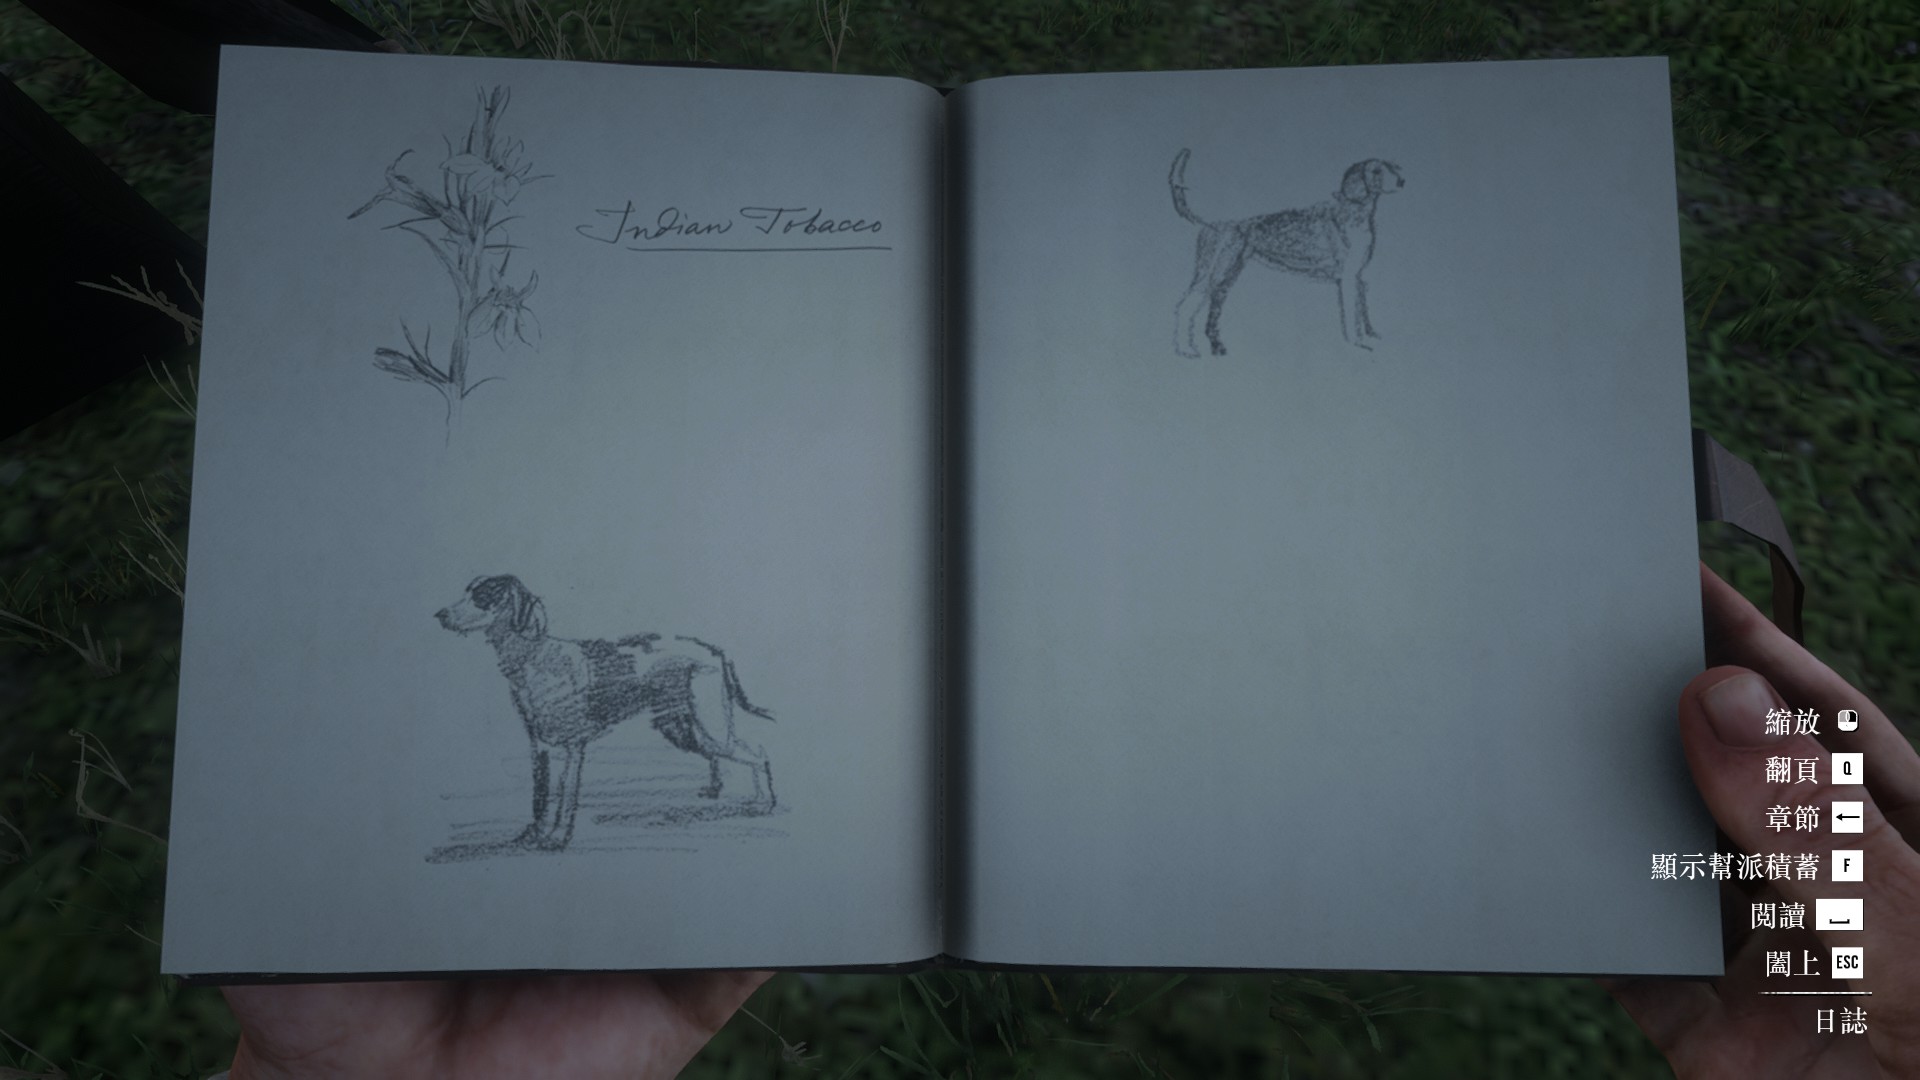 Indian Tobacco
縮放
翻頁 Q
章節 ←
顯示幫派積蓄 F
閱讀
闔上 ESC
日誌